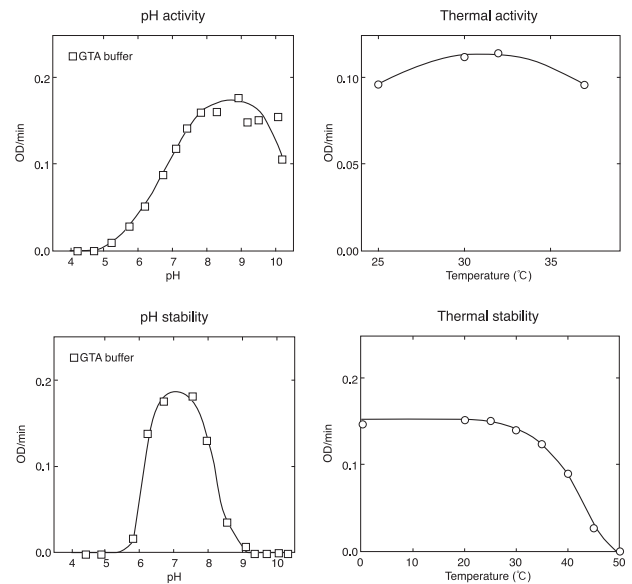 pH activity
GTA buffer
OD/min
0.2
0.1
0.0
4 5 6 7 8 9 10
pH
Thermal activity
OD/min
0.10
0.05
0.00
25 30 35
Temperature (℃)
pH stability
GTA buffer
OD/min
0.2
0.1
0.0
4 5 6 7 8 9 10
pH
Thermal stability
OD/min
0.2
0.1
0.0
0 10 20 30 40 50
Temperature (℃)